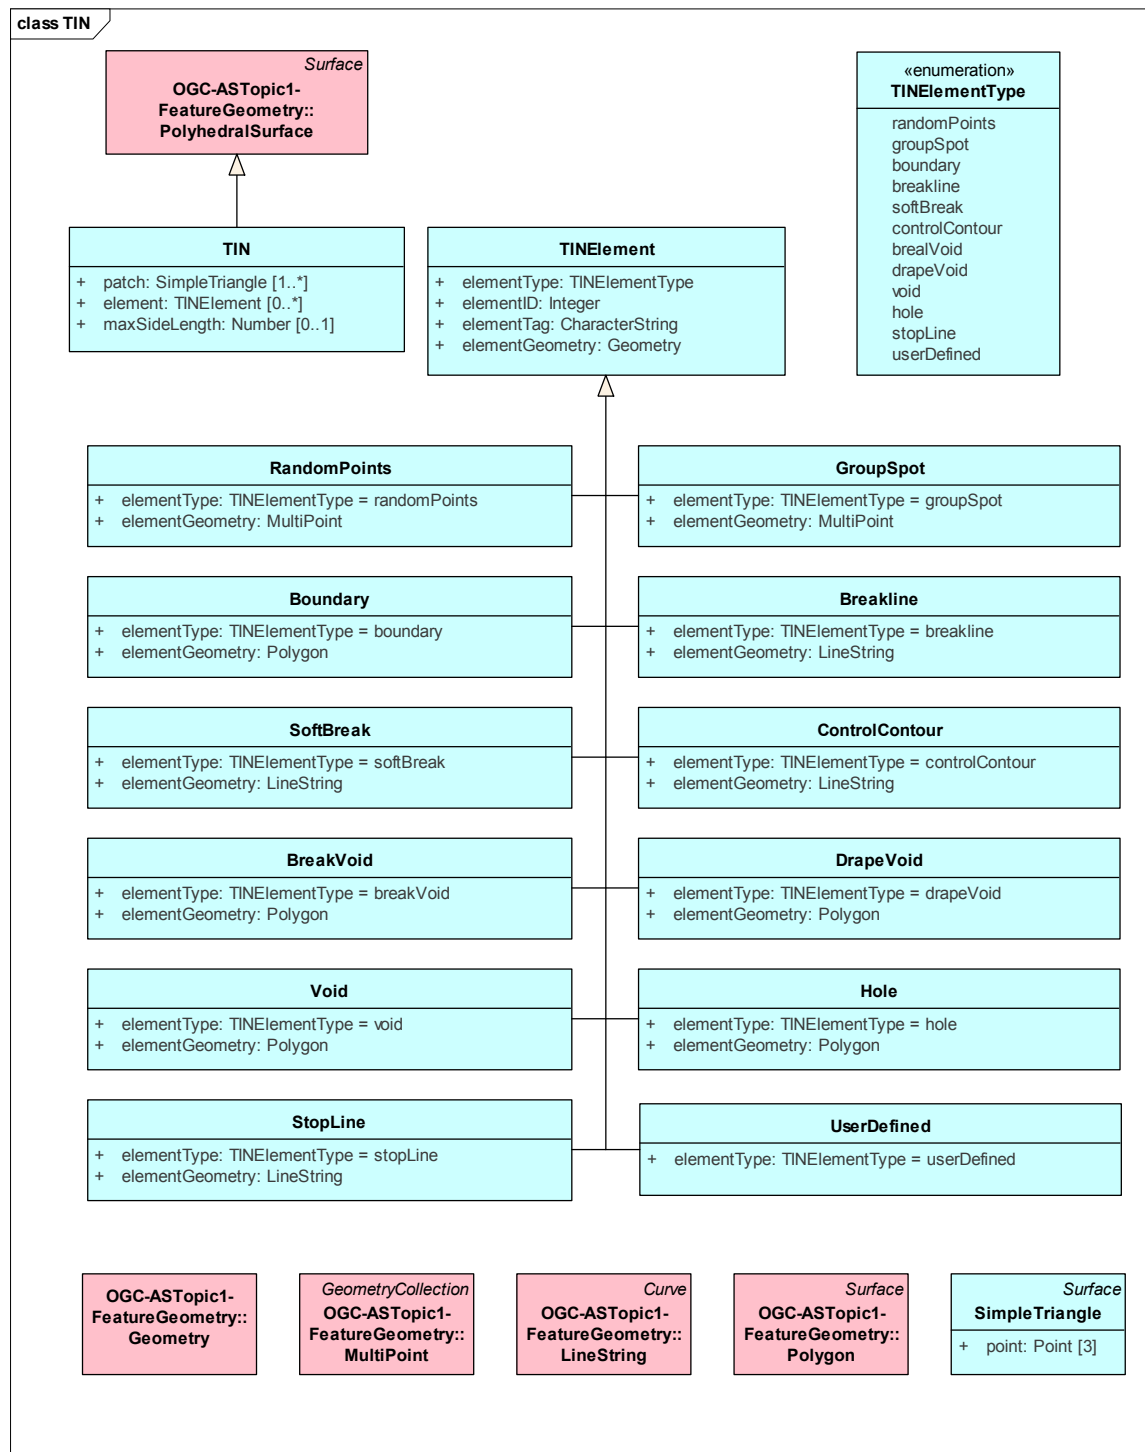 class TIN
Surface
OGC-ASTopic1-
FeatureGeometry::
PolyhedralSurface
«enumeration»
TINElementType
randomPoints
groupSpot
boundary
breakline
softBreak
controlContour
brealVoid
drapeVoid
void
hole
stopLine
userDefined
TIN
+ patch: SimpleTriangle [1..*]
+ element: TINElement [0..*]
+ maxSideLength: Number [0..1]
TINElement
+ elementType: TINElementType
+ elementID: Integer
+ elementTag: CharacterString
+ elementGeometry: Geometry
RandomPoints
+ elementType: TINElementType = randomPoints
+ elementGeometry: MultiPoint
GroupSpot
+ elementType: TINElementType = groupSpot
+ elementGeometry: MultiPoint
Boundary
+ elementType: TINElementType = boundary
+ elementGeometry: Polygon
Breakline
+ elementType: TINElementType = breakline
+ elementGeometry: LineString
SoftBreak
+ elementType: TINElementType = softBreak
+ elementGeometry: LineString
ControlContour
+ elementType: TINElementType = controlContour
+ elementGeometry: LineString
BreakVoid
+ elementType: TINElementType = breakVoid
+ elementGeometry: Polygon
DrapeVoid
+ elementType: TINElementType = drapeVoid
+ elementGeometry: Polygon
Void
+ elementType: TINElementType = void
+ elementGeometry: Polygon
Hole
+ elementType: TINElementType = hole
+ elementGeometry: Polygon
StopLine
+ elementType: TINElementType = stopLine
+ elementGeometry: LineString
UserDefined
+ elementType: TINElementType = userDefined
OGC-ASTopic1-
FeatureGeometry::
Geometry
GeometryCollection
OGC-ASTopic1-
FeatureGeometry::
MultiPoint
Curve
OGC-ASTopic1-
FeatureGeometry::
LineString
Surface
OGC-ASTopic1-
FeatureGeometry::
Polygon
Surface
SimpleTriangle
+ point: Point [3]